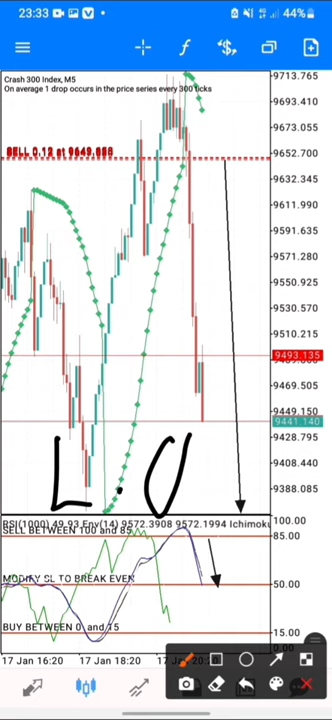 23:33 44%
Crash 300 Index, M5
On average 1 drop occurs in the price series every 300 ticks
9713.765
9693.410
9673.055
SELL 0.12 at
9652.700
9632.345
9611.990
9591.635
9571.280
9550.925
9530.570
9510.215
9493.135
9469.505
9449.150
9441.140
9428.795
9408.440
9388.085
L.O
RSI(1000) 49.93 Env(14) 9572.3908 9572.1994 Ichimoku
100.00
SELL BETWEEN 100 and 85
85.00
MODIFY SL TO BREAK EVEN
50.00
BUY BETWEEN 0 and 15
15.00
0.00
17 Jan 16:20 17 Jan 18:20 17 Jan 20:20